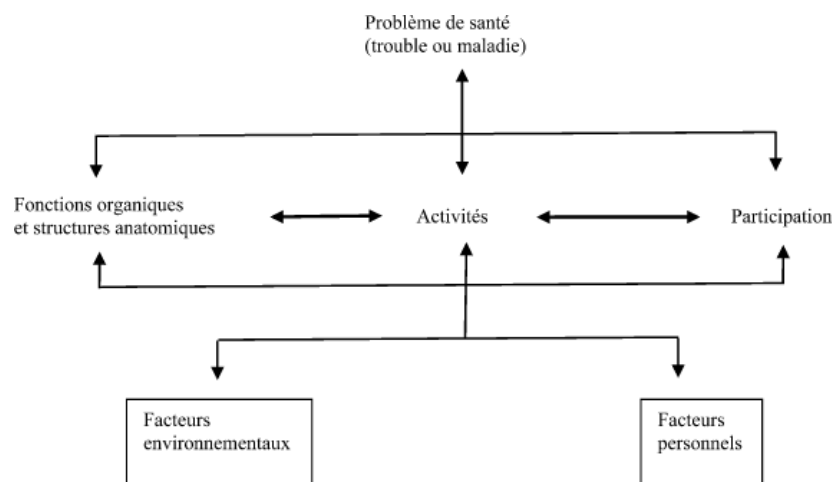 Problème de santé
(trouble ou maladie)
Fonctions organiques
et structures anatomiques
Activités
Participation
Facteurs
environnementaux
Facteurs
personnels